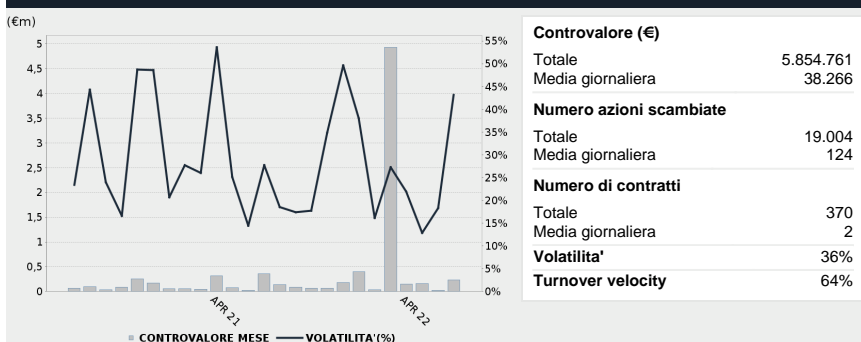 (€m)
5
4,5
4
3,5
3
2,5
2
1,5
1
0,5
0
55%
50%
45%
40%
35%
30%
25%
20%
15%
10%
5%
0%
APR 21
APR 22
CONTROVALORE MESE VOLATILITA'(%)
Controvalore (€)
Totale 5.854.761
Media giornaliera 38.266
Numero azioni scambiate
Totale 19.004
Media giornaliera 124
Numero di contratti
Totale 370
Media giornaliera 2
Volatilita' 36%
Turnover velocity 64%